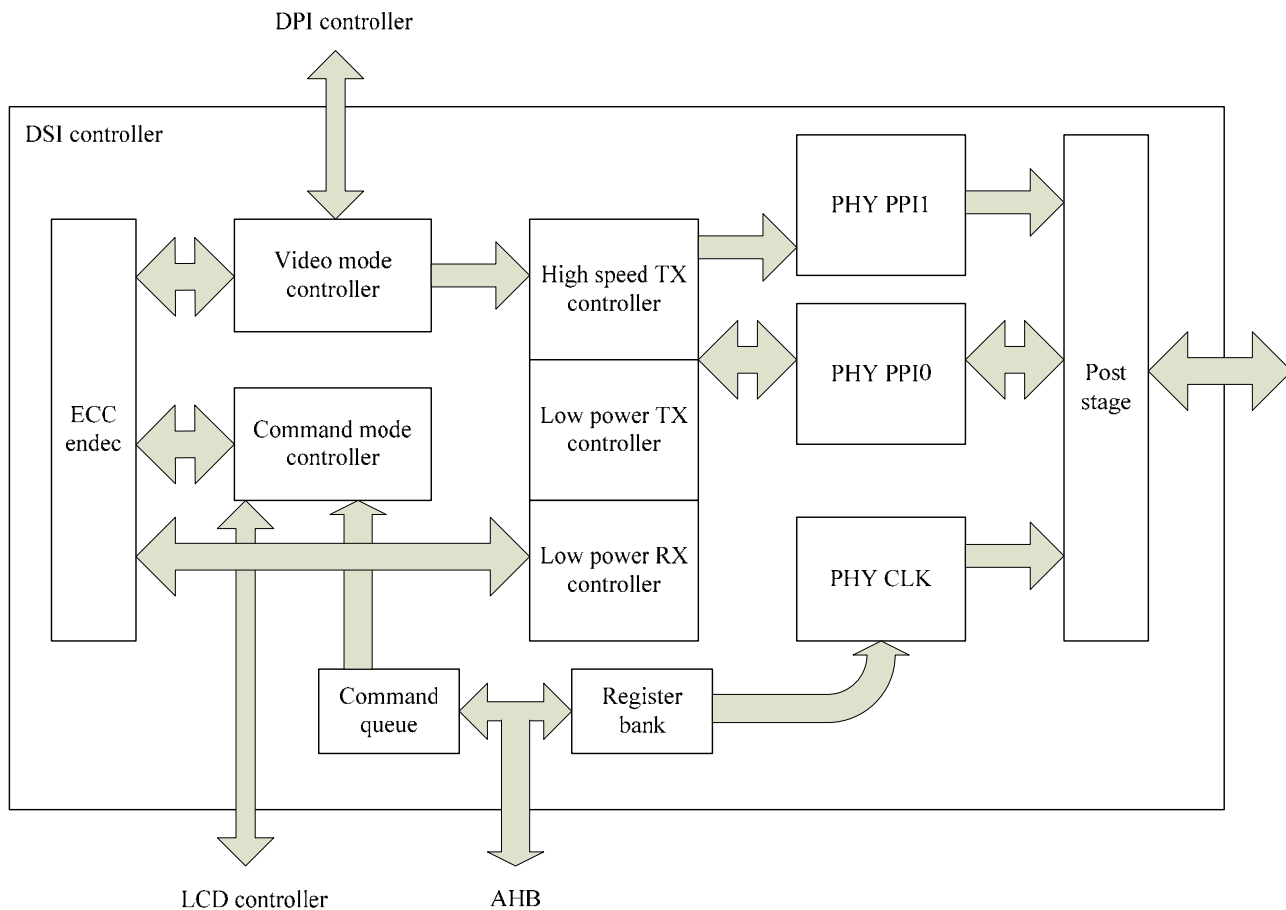 DPI controller
DSI controller
PHY PPI1
Video mode
controller
High speed TX
controller
PHY PPI0
Post
stage
ECC
endec
Command mode
controller
Low power TX
controller
Low power RX
controller
PHY CLK
Command
queue
Register
bank
LCD controller
AHB